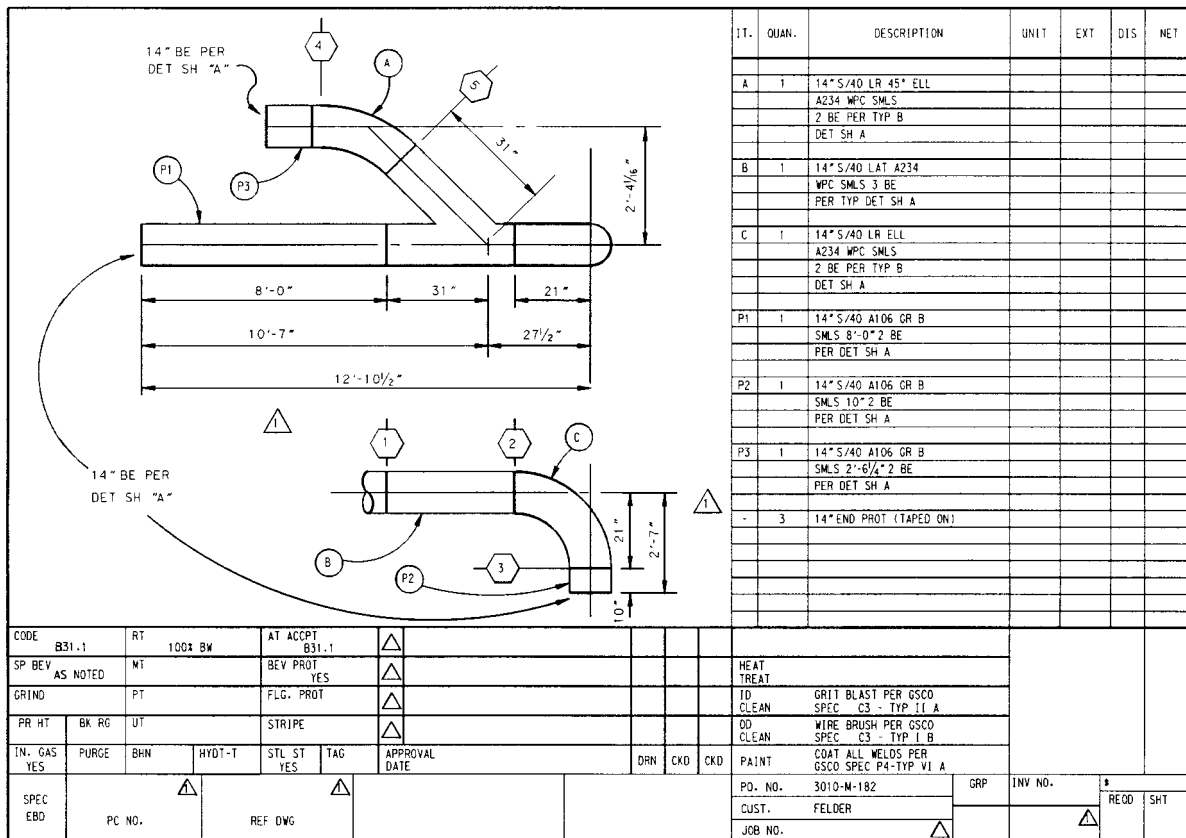 14" BE PER
DET SH "A"
4
A
5
31"
P3
P1
2'-4 1/16"
8'-0"
31"
21"
10'-7"
27 1/2"
12'-10 1/2"
1
1
2
C
14" BE PER
DET SH "A"
1
B
P2
3
21"
2'-7"
10"
IT. QUAN. DESCRIPTION UNIT EXT DIS NET
A 1 14" S/40 LR 45° ELL
A234 WPC SMLS
2 BE PER TYP B
DET SH A
B 1 14" S/40 LAT A234
WPC SMLS 3 BE
PER TYP DET SH A
C 1 14" S/40 LR ELL
A234 WPC SMLS
2 BE PER TYP B
DET SH A
P1 1 14" S/40 A106 GR B
SMLS 8'-0" 2 BE
PER DET SH A
P2 1 14" S/40 A106 GR B
SMLS 10" 2 BE
PER DET SH A
P3 1 14" S/40 A106 GR B
SMLS 2'-6 1/4" 2 BE
PER DET SH A
- 3 14" END PROT (TAPED ON)
CODE B31.1 RT 100% BW AT ACCPT B31.1
SP BEV AS NOTED MT BEV PROT YES
GRIND PT FLG. PROT
PR HT BK RG UT STRIPE
IN. GAS YES PURGE BHN HYDT-T STL ST YES TAG APPROVAL DATE DRN CKD CKD
SPEC EBD PC NO. 1 REF DWG 1
HEAT TREAT
ID CLEAN GRIT BLAST PER GSCO SPEC C3 - TYP II A
OD CLEAN WIRE BRUSH PER GSCO SPEC C3 - TYP I B
PAINT COAT ALL WELDS PER GSCO SPEC P4-TYP VI A
PO. NO. 3010-M-182 GRP INV NO.
CUST. FELDER 1 REQD SHT
JOB NO.